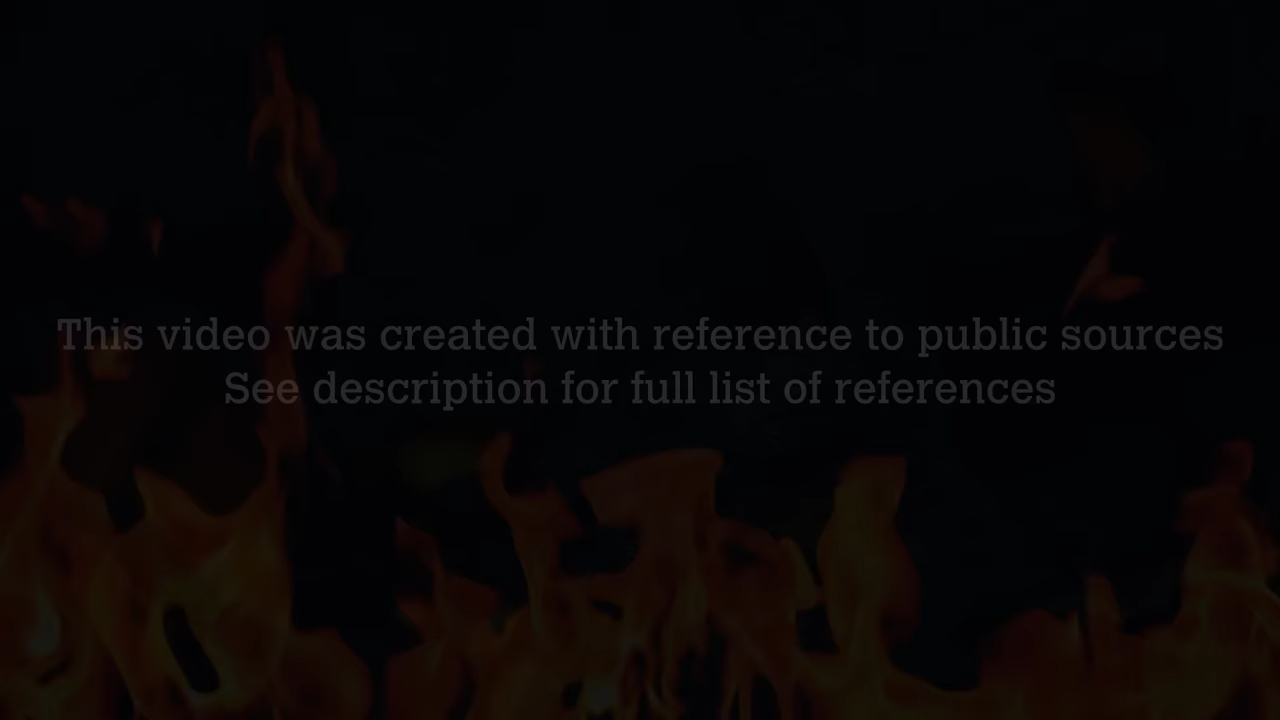 This video was created with reference to public sources
See description for full list of references